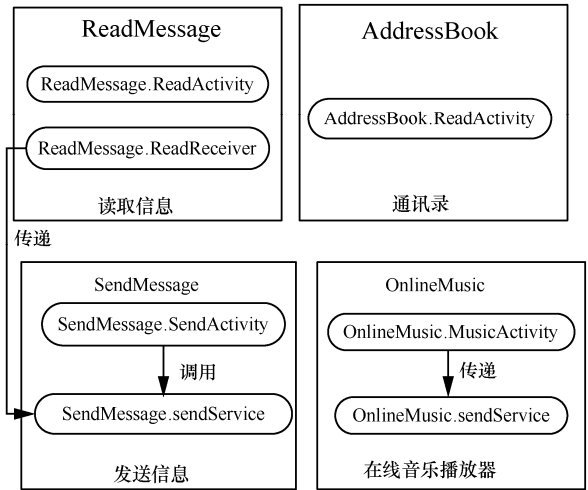 ReadMessage
ReadMessage.ReadActivity
ReadMessage.ReadReceiver
读取信息
AddressBook
AddressBook.ReadActivity
通讯录
传递
SendMessage
SendMessage.SendActivity
调用
SendMessage.sendService
发送信息
OnlineMusic
OnlineMusic.MusicActivity
传递
OnlineMusic.sendService
在线音乐播放器